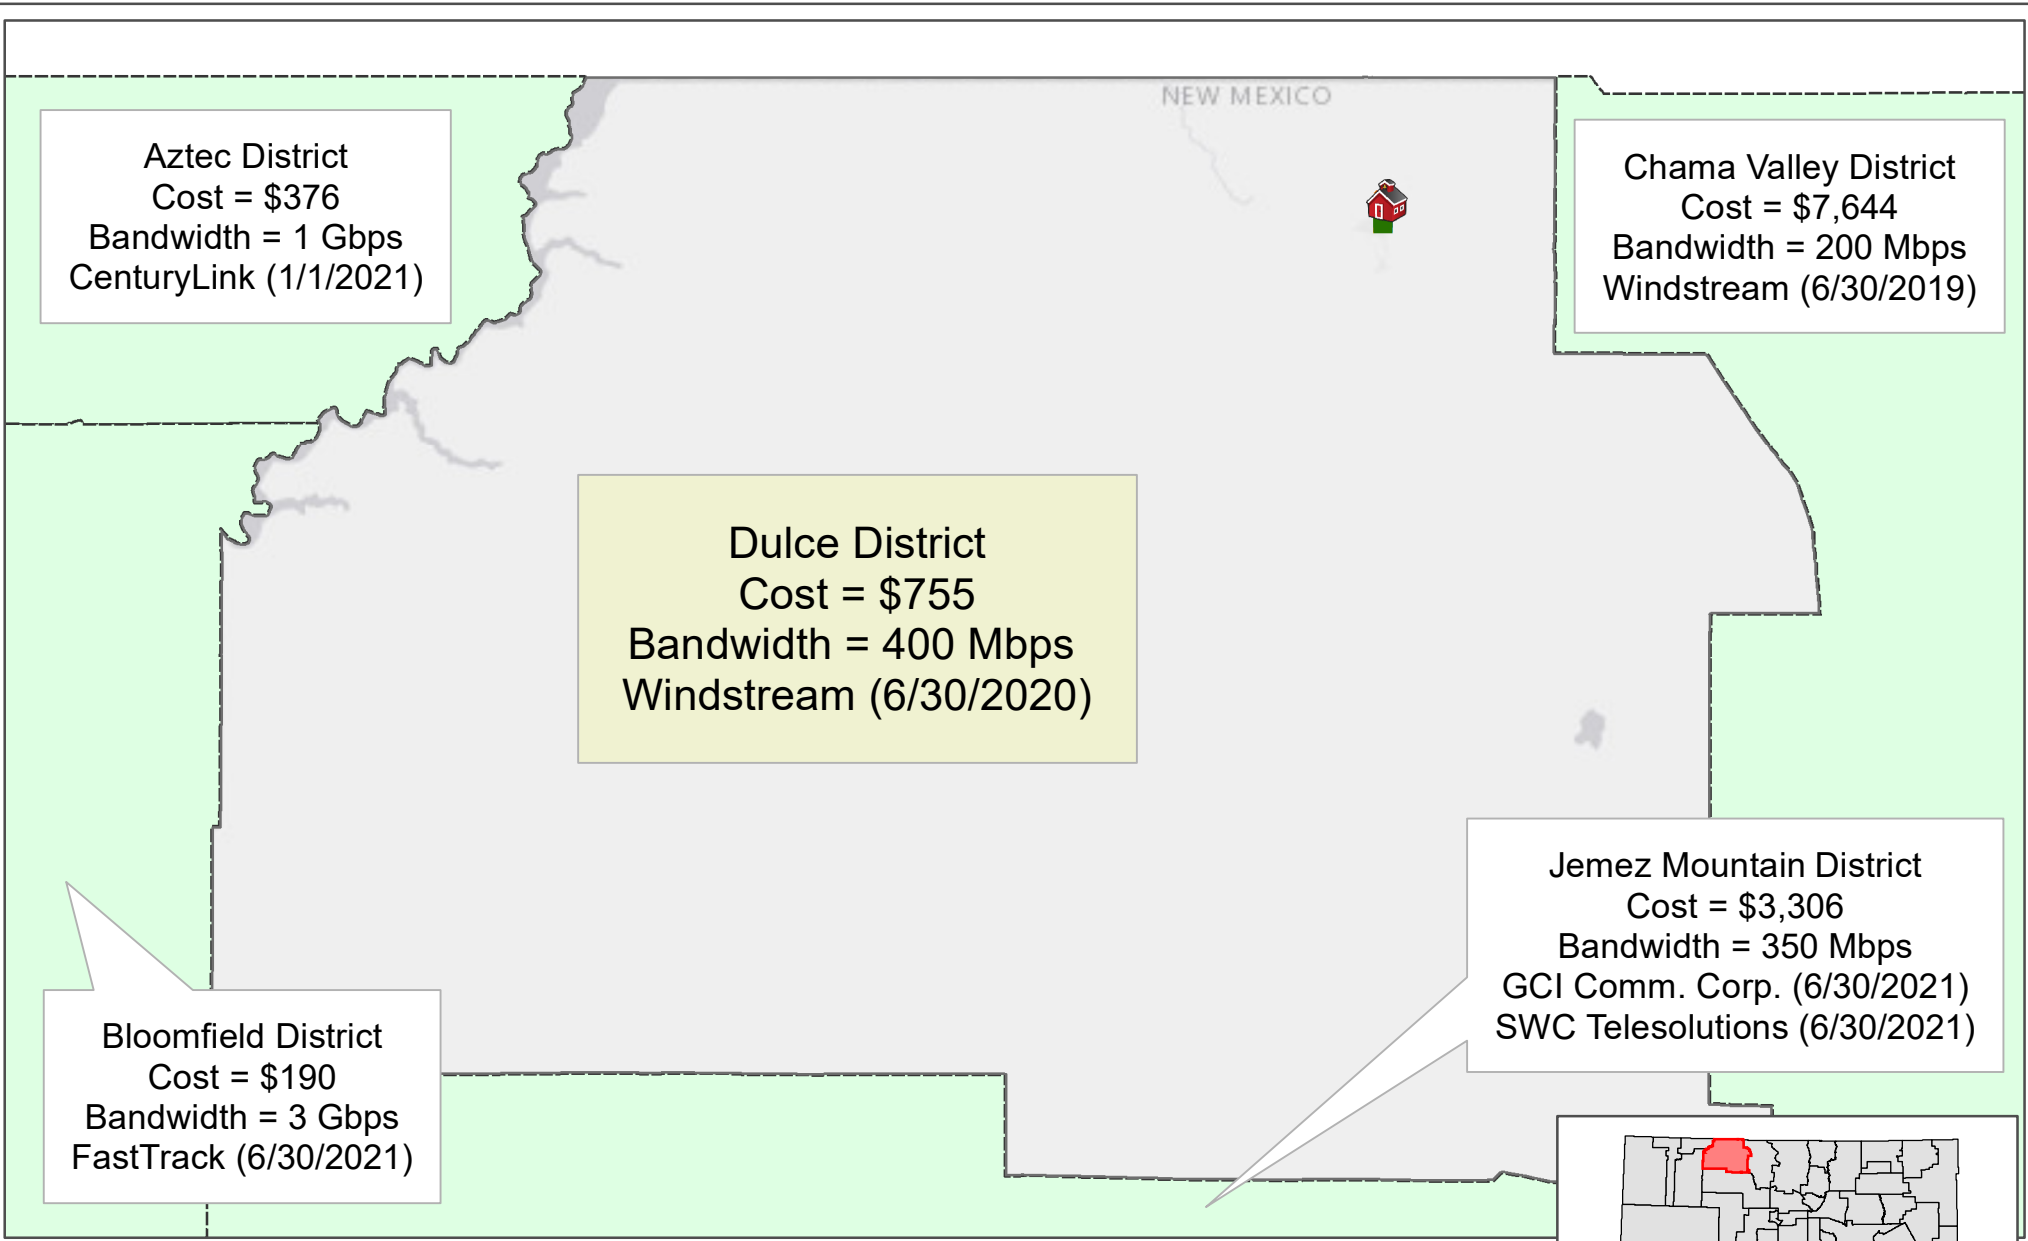 NEW MEXICO
Aztec District
Cost = $376
Bandwidth = 1 Gbps
CenturyLink (1/1/2021)
Chama Valley District
Cost = $7,644
Bandwidth = 200 Mbps
Windstream (6/30/2019)
Dulce District
Cost = $755
Bandwidth = 400 Mbps
Windstream (6/30/2020)
Jemez Mountain District
Cost = $3,306
Bandwidth = 350 Mbps
GCI Comm. Corp. (6/30/2021)
SWC Telesolutions (6/30/2021)
Bloomfield District
Cost = $190
Bandwidth = 3 Gbps
FastTrack (6/30/2021)